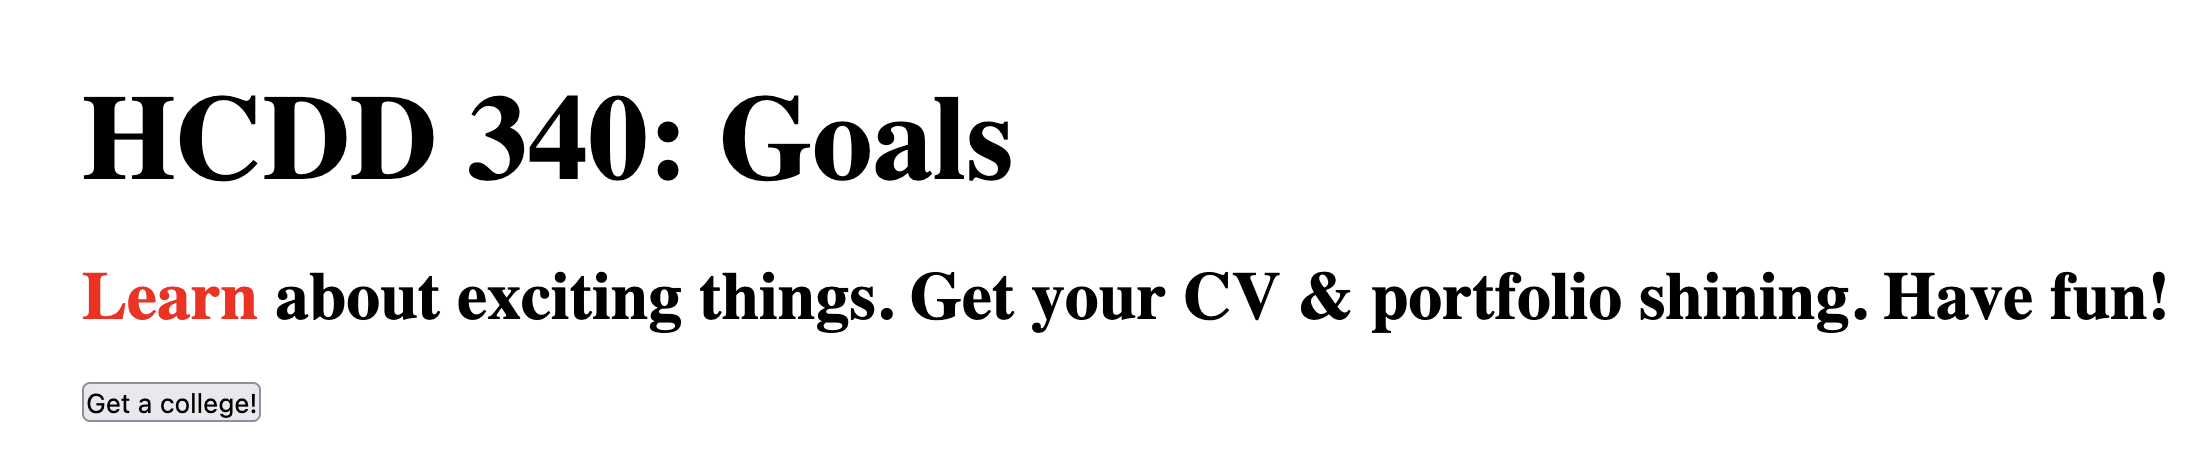 HCDD 340: Goals
Learn about exciting things. Get your CV & portfolio shining. Have fun!
Get a college!